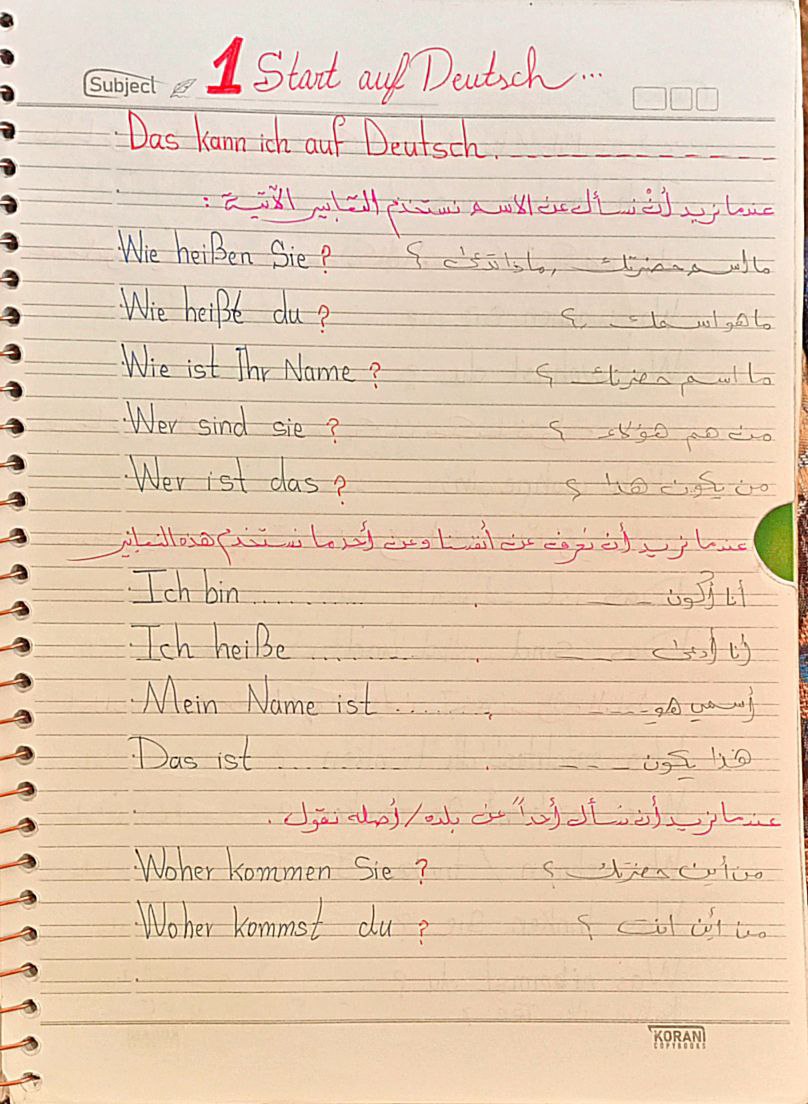 Subject 1 Start auf Deutsch...
Das kann ich auf Deutsch.
عندما نريد أنْ نسأل عن الاسم نستخدم التعابير الآتية :
Wie heißen Sie ? ما اسم حضرتك , ماذا تدعى ؟
Wie heißt du ? ما هو اسمك ؟
Wie ist Ihr Name ? ما اسم حضرتك ؟
Wer sind sie ? من هم هؤلاء ؟
Wer ist das ? من يكون هذا ؟
عندما نريد أن نعرف عن أنفسنا وعن أحد ما نستخدم هذه التعابير
Ich bin ............ . أنا أكون ----
Ich heiße .......... . أنا أدعى ----
Mein Name ist ........ . أسمي هو ----
Das ist .......... . هذا يكون ----
عندما نريد أن نسأل أحداً عن بلده / أصله نقول .
Woher kommen Sie ? من أين حضرتك ؟
Woher kommst du ? من أين انت ؟
KORAN
COPYBOOKS